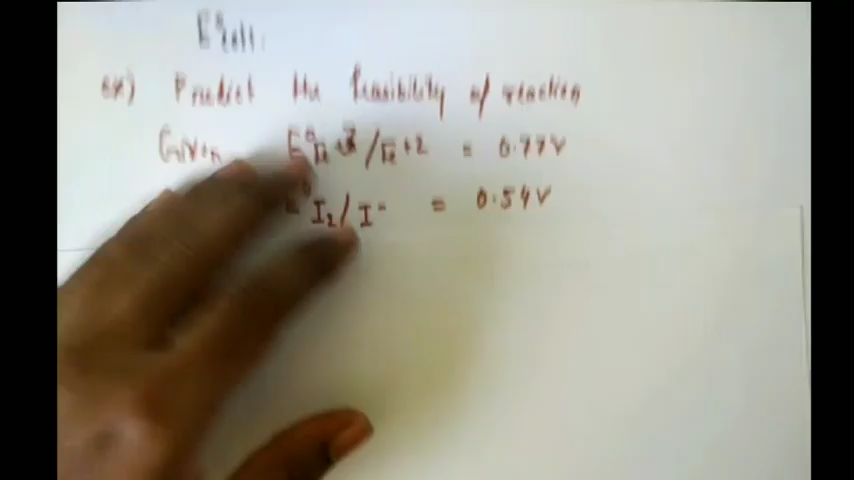 E°cell.
ex) Predict the feasibility of reaction
Given E°Fe+3/Fe+2 = 0.77V
E° I2/I- = 0.54V